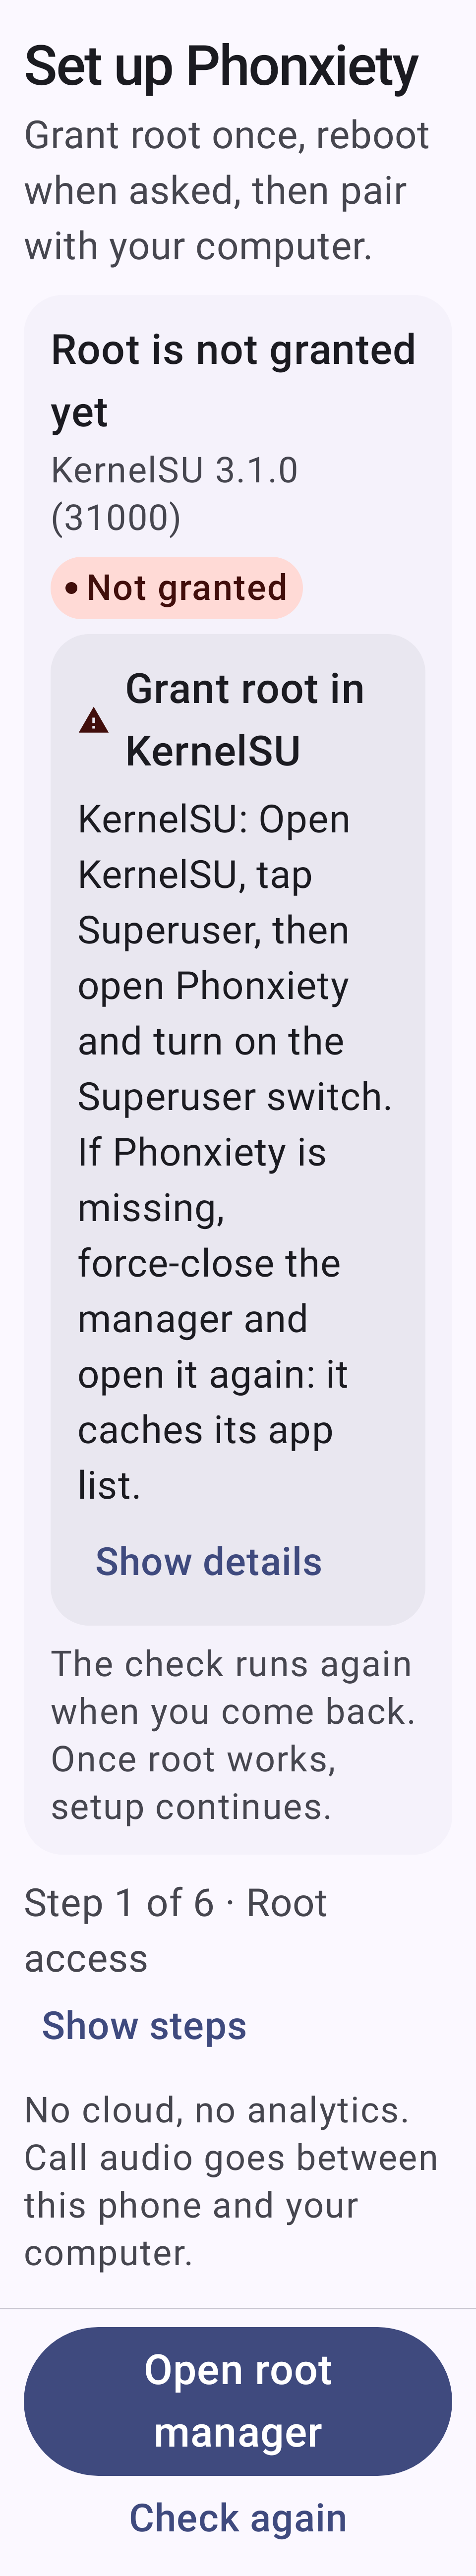 Set up Phonxiety
Grant root once, reboot
when asked, then pair
with your computer.
Root is not granted
yet
KernelSU 3.1.0
(31000)
• Not granted
Grant root in
KernelSU
KernelSU: Open
KernelSU, tap
Superuser, then
open Phonxiety
and turn on the
Superuser switch.
If Phonxiety is
missing,
force-close the
manager and
open it again: it
caches its app
list.
Show details
The check runs again
when you come back.
Once root works,
setup continues.
Step 1 of 6 · Root
access
Show steps
No cloud, no analytics.
Call audio goes between
this phone and your
computer.
Open root
manager
Check again